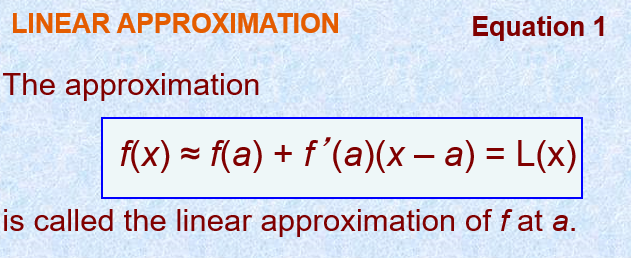 LINEAR APPROXIMATION Equation 1
The approximation
f(x) ≈ f(a) + f ’(a)(x – a) = L(x)
is called the linear approximation of f at a.